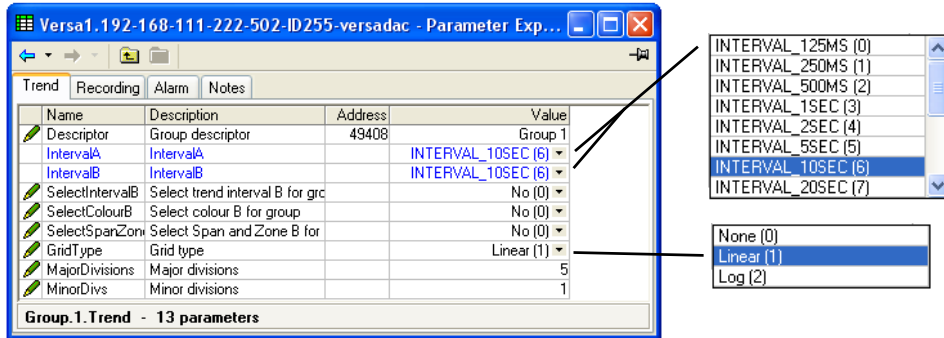 Versa1.192-168-111-222-502-ID255-versadac - Parameter Exp...
Trend Recording Alarm Notes
Name Description Address Value
Descriptor Group descriptor 49408 Group 1
IntervalA IntervalA INTERVAL_10SEC (6)
IntervalB IntervalB INTERVAL_10SEC (6)
SelectIntervalB Select trend interval B for grc
SelectColourB Select colour B for group No (0)
SelectSpanZon Select Span and Zone B for No (0)
GridType Grid type Linear (1)
MajorDivisions Major divisions 5
MinorDivs Minor divisions 1
Group.1.Trend - 13 parameters
INTERVAL_125MS (0)
INTERVAL_250MS (1)
INTERVAL_500MS (2)
INTERVAL_1SEC (3)
INTERVAL_2SEC (4)
INTERVAL_5SEC (5)
INTERVAL_10SEC (6)
INTERVAL_20SEC (7)
None (0)
Linear (1)
Log (2)